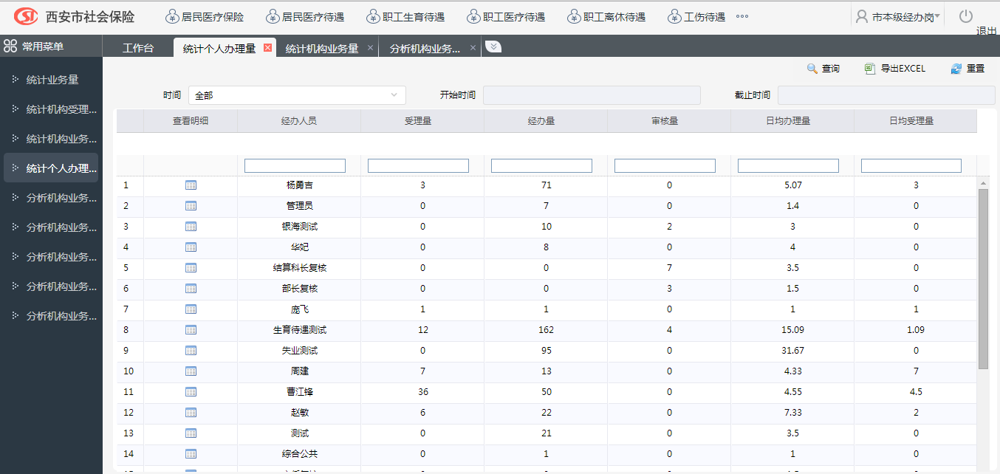 西安市社会保险
居民医疗保险
居民医疗待遇
职工生育待遇
职工医疗待遇
职工离休待遇
工伤待遇
市本级经办岗
退出
常用菜单
工作台
统计个人办理量
统计机构业务量
分析机构业务...
统计业务量
统计机构受理...
统计机构业务...
统计个人办理...
分析机构业务...
分析机构业务...
分析机构业务...
分析机构业务...
分析机构业务...
查询
导出EXCEL
重置
时间 全部 开始时间 截止时间
查看明细 经办人员 受理量 经办量 审核量 日均办理量 日均受理量
1 杨勇吉 3 71 0 5.07 3
2 管理员 0 7 0 1.4 0
3 银海测试 0 10 2 3 0
4 华妃 0 8 0 4 0
5 结算科长复核 0 0 7 3.5 0
6 部长复核 0 0 3 1.5 0
7 庞飞 1 1 0 1 1
8 生育待遇测试 12 162 4 15.09 1.09
9 失业测试 0 95 0 31.67 0
10 周建 7 13 0 4.33 7
11 曹江锋 36 50 0 4.55 4.5
12 赵敏 6 22 0 7.33 2
13 测试 0 21 0 3.5 0
14 综合公共 0 1 0 1 0